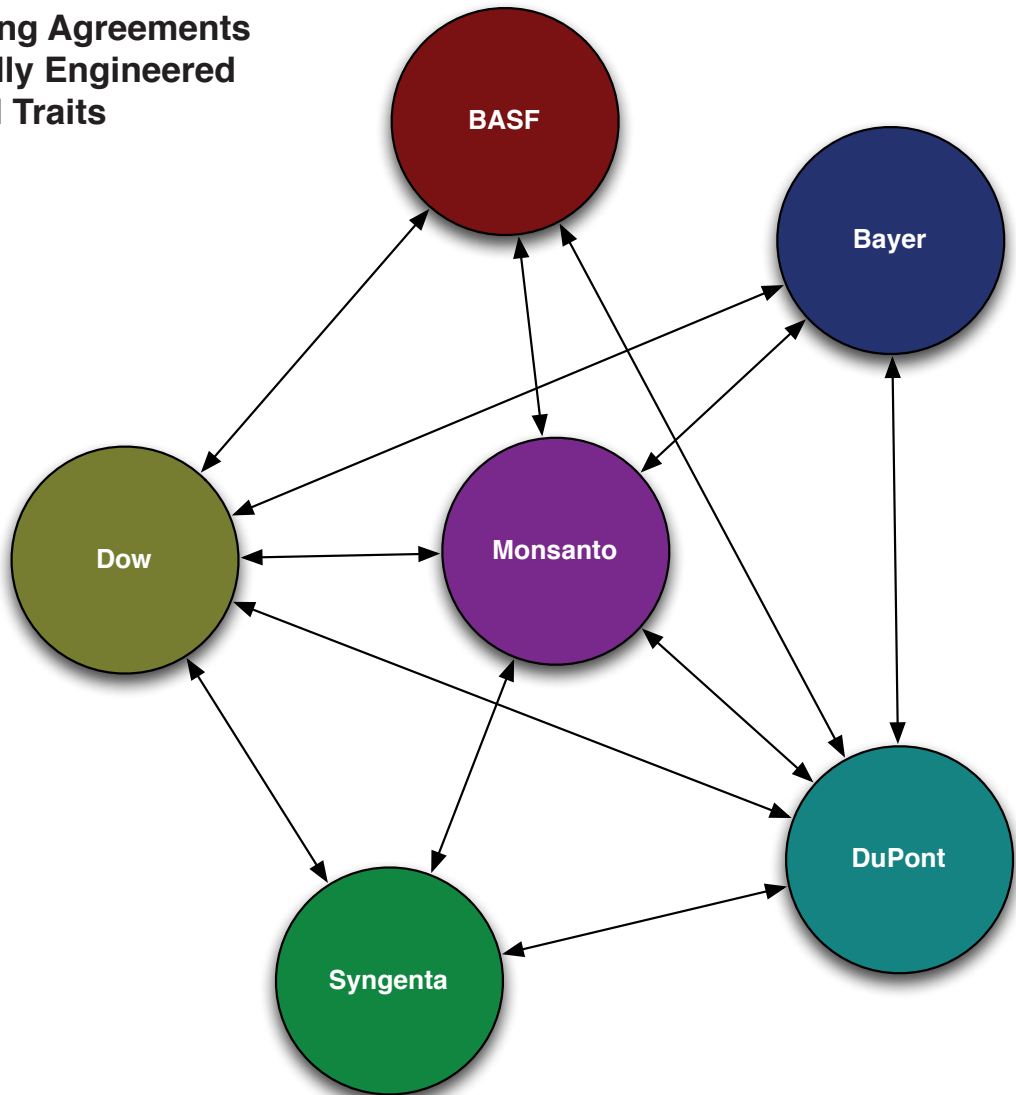 ng Agreements
lly Engineered
Traits
BASF
Bayer
Dow
Monsanto
DuPont
Syngenta